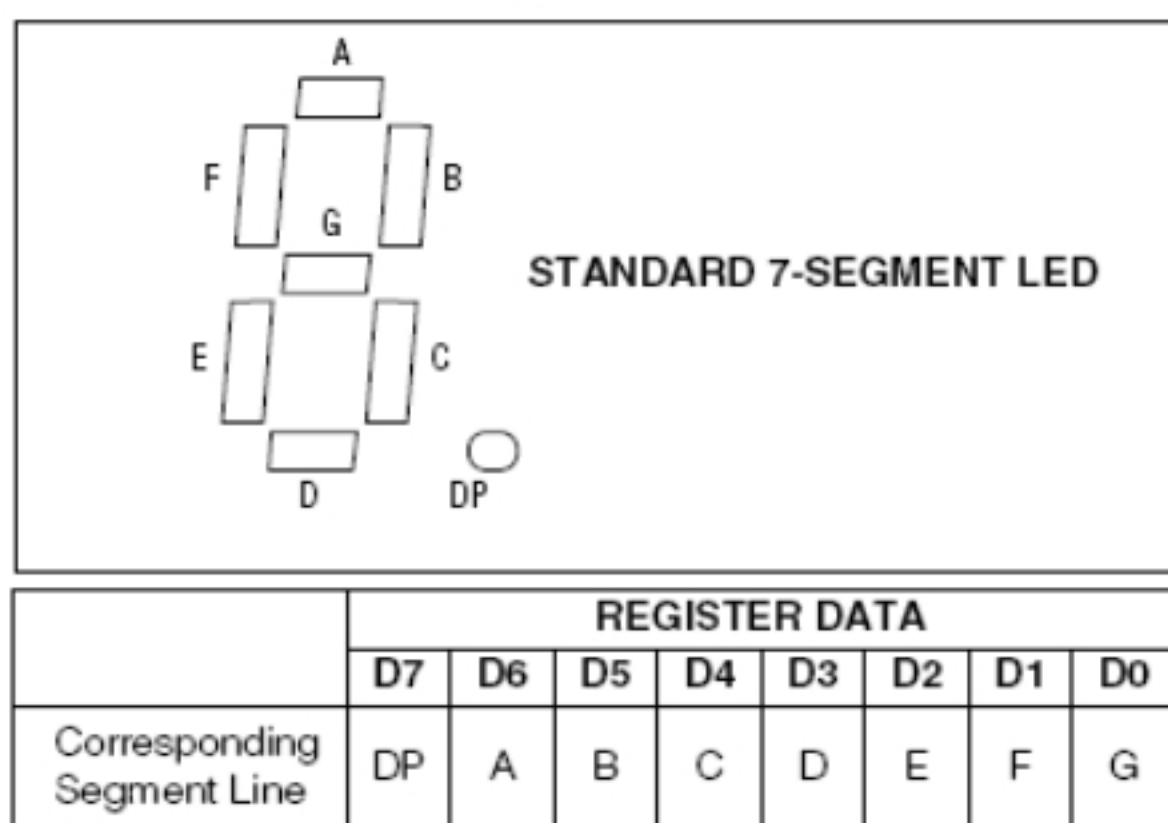 A
F
B
G
STANDARD 7-SEGMENT LED
E
C
D
DP
REGISTER DATA
D7 D6 D5 D4 D3 D2 D1 D0
Corresponding
Segment Line
DP A B C D E F G